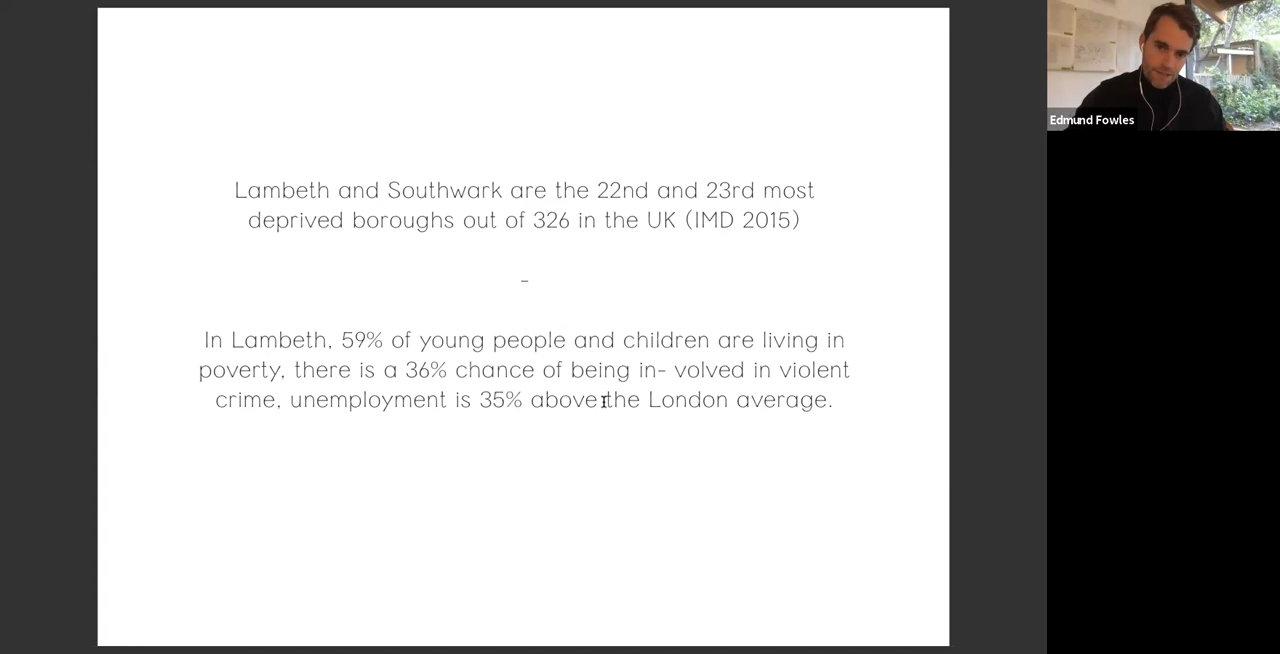 Lambeth and Southwark are the 22nd and 23rd most
deprived boroughs out of 326 in the UK (IMD 2015)
–
In Lambeth, 59% of young people and children are living in
poverty, there is a 36% chance of being in- volved in violent
crime, unemployment is 35% above the London average.
Edmund Fowles